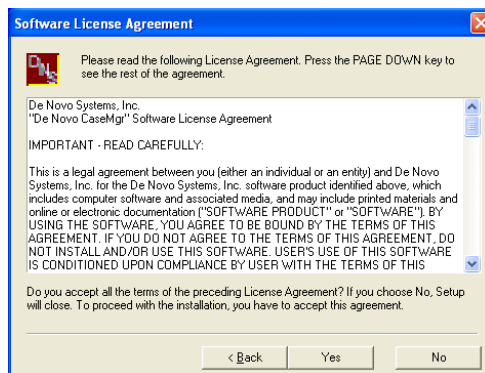 Software License Agreement
DNS
Please read the following License Agreement. Press the PAGE DOWN key to
see the rest of the agreement.
De Novo Systems, Inc.
"De Novo CaseMgr" Software License Agreement
IMPORTANT - READ CAREFULLY:
This is a legal agreement between you (either an individual or an entity) and De Novo
Systems, Inc. for the De Novo Systems, Inc. software product identified above, which
includes computer software and associated media, and may include printed materials and
online or electronic documentation ("SOFTWARE PRODUCT" or "SOFTWARE"). BY
USING THE SOFTWARE, YOU AGREE TO BE BOUND BY THE TERMS OF THIS
AGREEMENT. IF YOU DO NOT AGREE TO THE TERMS OF THIS AGREEMENT, DO
NOT INSTALL AND/OR USE THIS SOFTWARE. USER'S USE OF THIS SOFTWARE
IS CONDITIONED UPON COMPLIANCE BY USER WITH THE TERMS OF THIS
Do you accept all the terms of the preceding License Agreement? If you choose No, Setup
will close. To proceed with the installation, you have to accept this agreement.
< Back Yes No